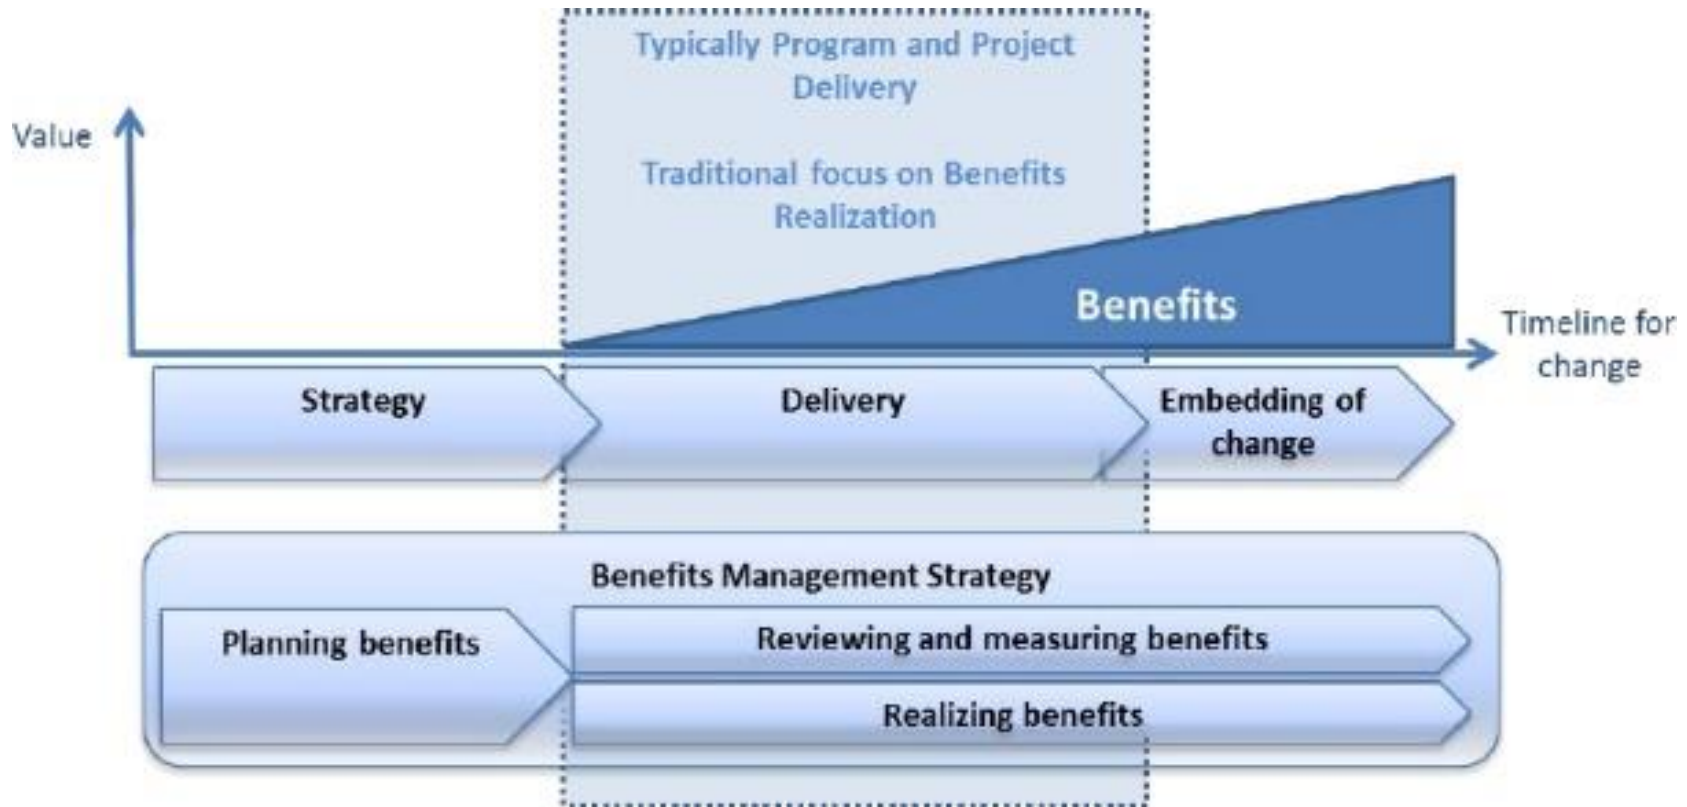 Typically Program and Project
Delivery
Value
Traditional focus on Benefits
Realization
Benefits
Timeline for
change
Strategy
Delivery
Embedding of
change
Benefits Management Strategy
Planning benefits
Reviewing and measuring benefits
Realizing benefits